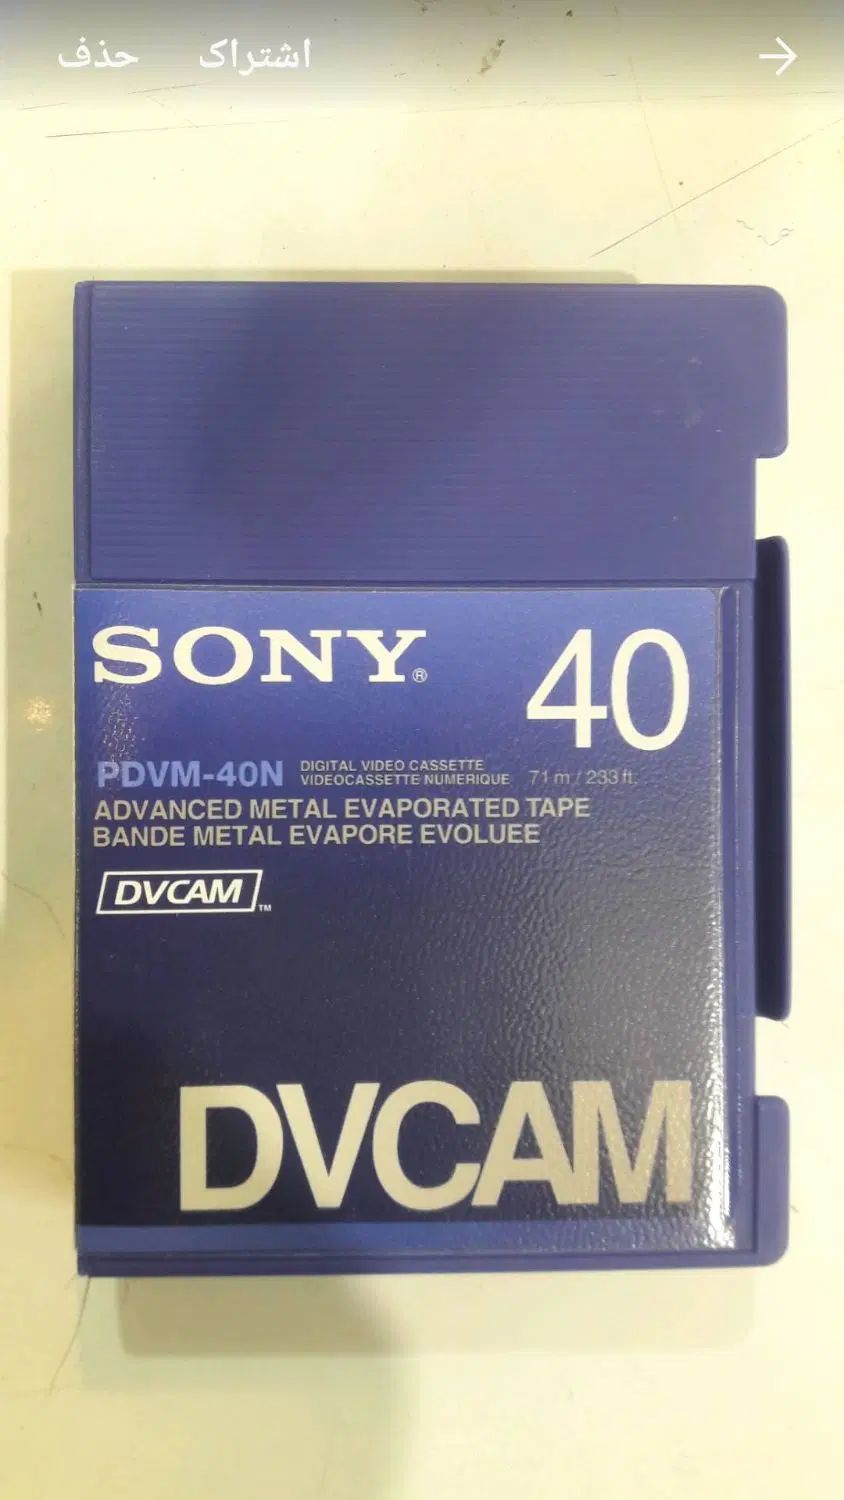 اشتراک حذف
SONY®
40
PDVM-40N
DIGITAL VIDEO CASSETTE
VIDEOCASSETTE NUMERIQUE
71 m / 233 ft.
ADVANCED METAL EVAPORATED TAPE
BANDE METAL EVAPORE EVOLUEE
DVCAM™
DVCAM